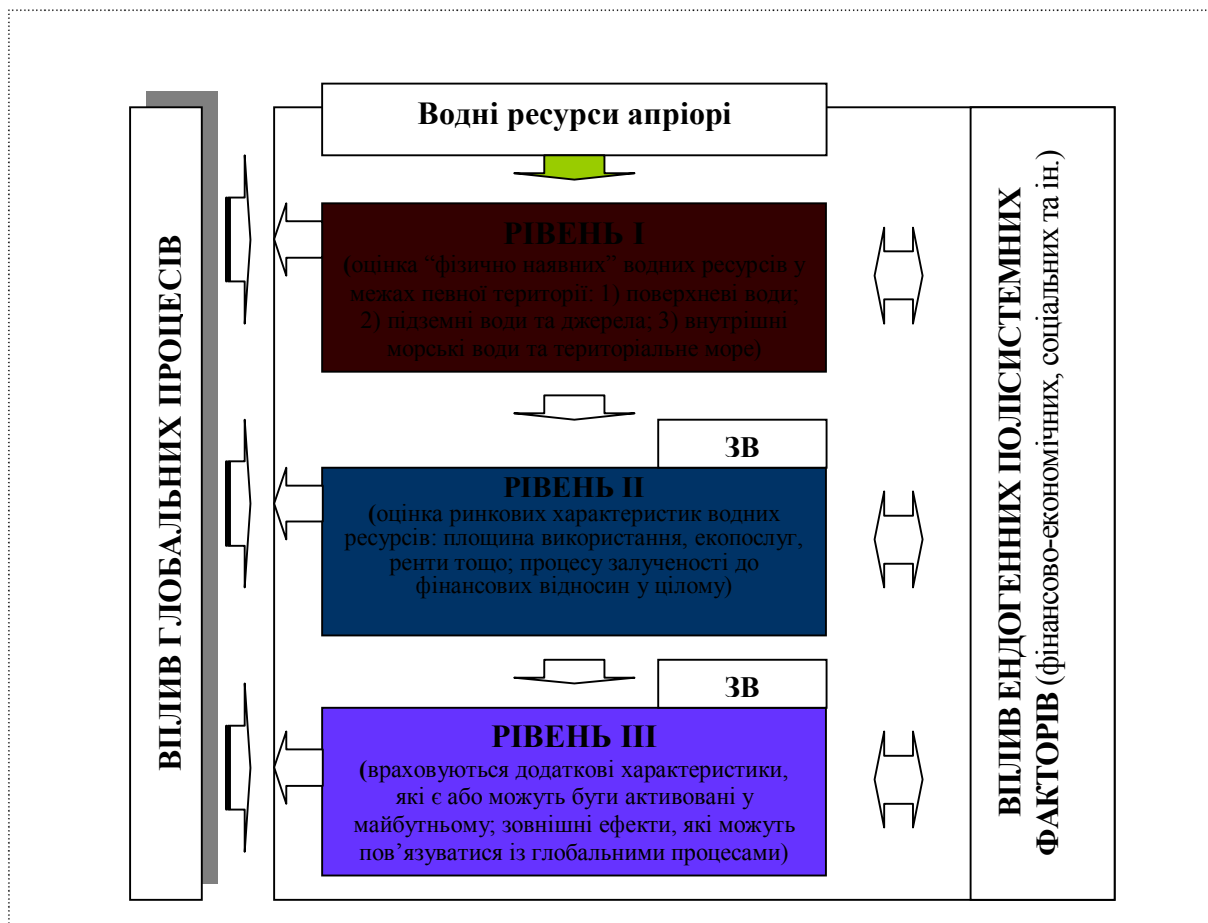 ВПЛИВ ГЛОБАЛЬНИХ ПРОЦЕСІВ
Водні ресурси апріорі
РІВЕНЬ І
(оцінка “фізично наявних” водних ресурсів у
межах певної території: 1) поверхневі води;
2) підземні води та джерела; 3) внутрішні
морські води та територіальне море)
ЗВ
РІВЕНЬ ІІ
(оцінка ринкових характеристик водних
ресурсів: площина використання, екопослуг,
ренти тощо; процесу залученості до
фінансових відносин у цілому)
ЗВ
РІВЕНЬ ІІІ
(враховуються додаткові характеристики,
які є або можуть бути активовані у
майбутньому; зовнішні ефекти, які можуть
пов’язуватися із глобальними процесами)
ВПЛИВ ЕНДОГЕННИХ ПОЛІСИСТЕМНИХ
ФАКТОРІВ (фінансово-економічних, соціальних та ін.)